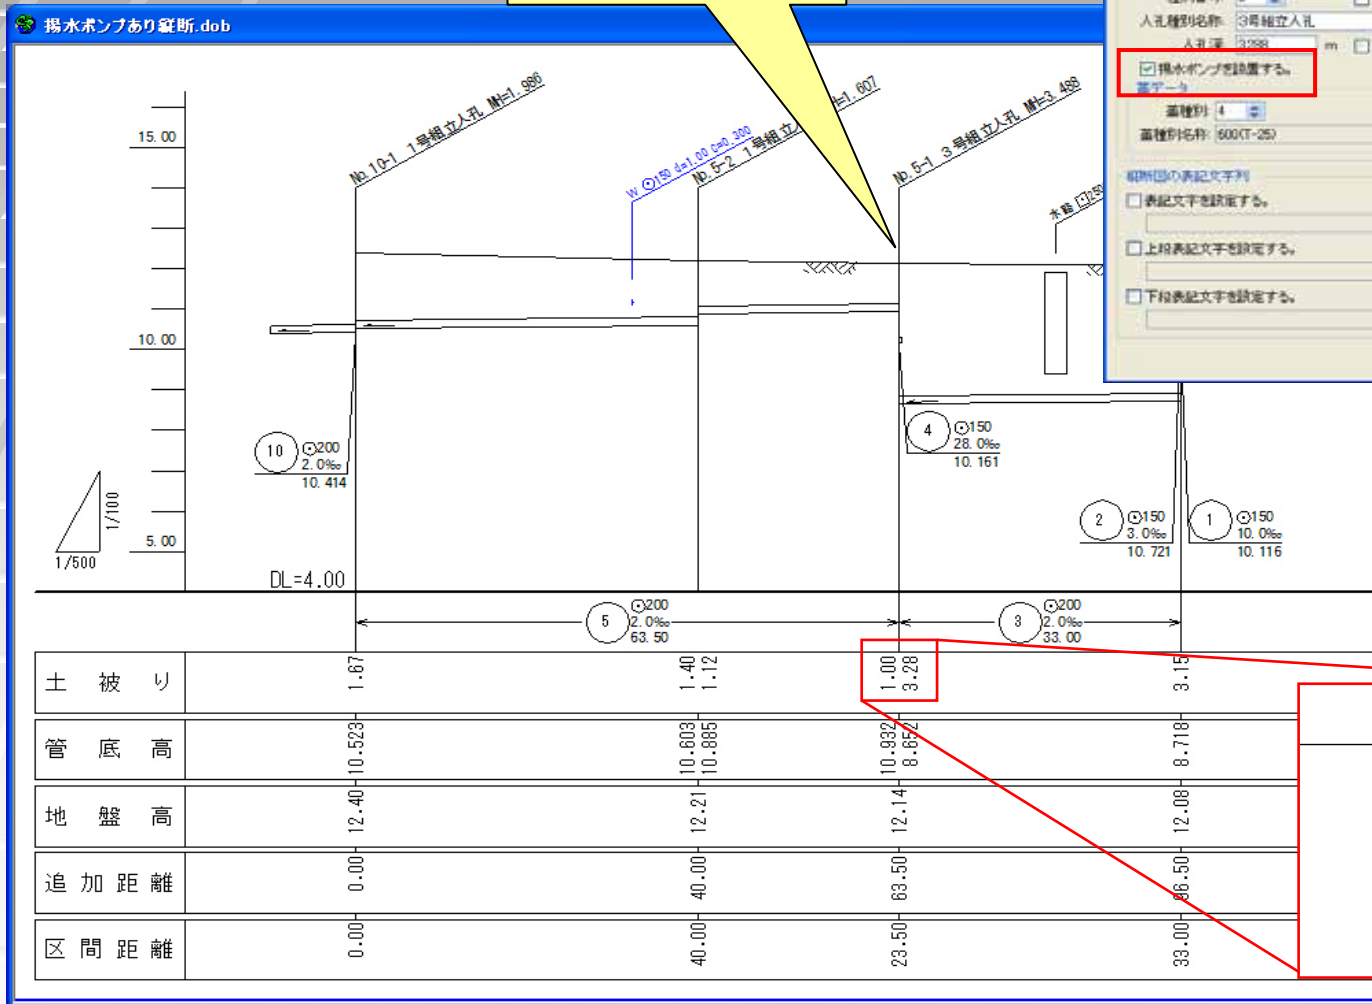 揚水ポンプあり縦断.dob
人孔種別名称 3号組立人孔
人孔深 3288 m
揚水ポンプを設置する。
蓋データ
蓋種別 4
蓋種別名称 600(T-25)
縦断図の表記文字列
表記文字を設定する。
上段表記文字を設定する。
下段表記文字を設定する。
No.10-1 1号組立人孔 MH=1.986
W ⊙150 d=1.00 C=0.300
No.5-2 1号組立人
H=1.607
No.5-1 3号組立人孔 MH=3.488
水路
15.00
10.00
5.00
1/100
1/500
DL=4.00
10 ⊙200
2.0‰
10.414
4 ⊙150
28.0‰
10.161
2 ⊙150
3.0‰
10.721
1 ⊙150
10.0‰
10.116
5 ⊙200
2.0‰
63.50
3 ⊙200
2.0‰
33.00
土被り 1.67 1.40 1.12 1.00 3.28 3.15
管底高 10.523 10.603 10.885 10.932 8.652 8.718
地盤高 12.40 12.21 12.14 12.08
追加距離 0.00 40.00 63.50 96.50
区間距離 0.00 40.00 23.50 33.00